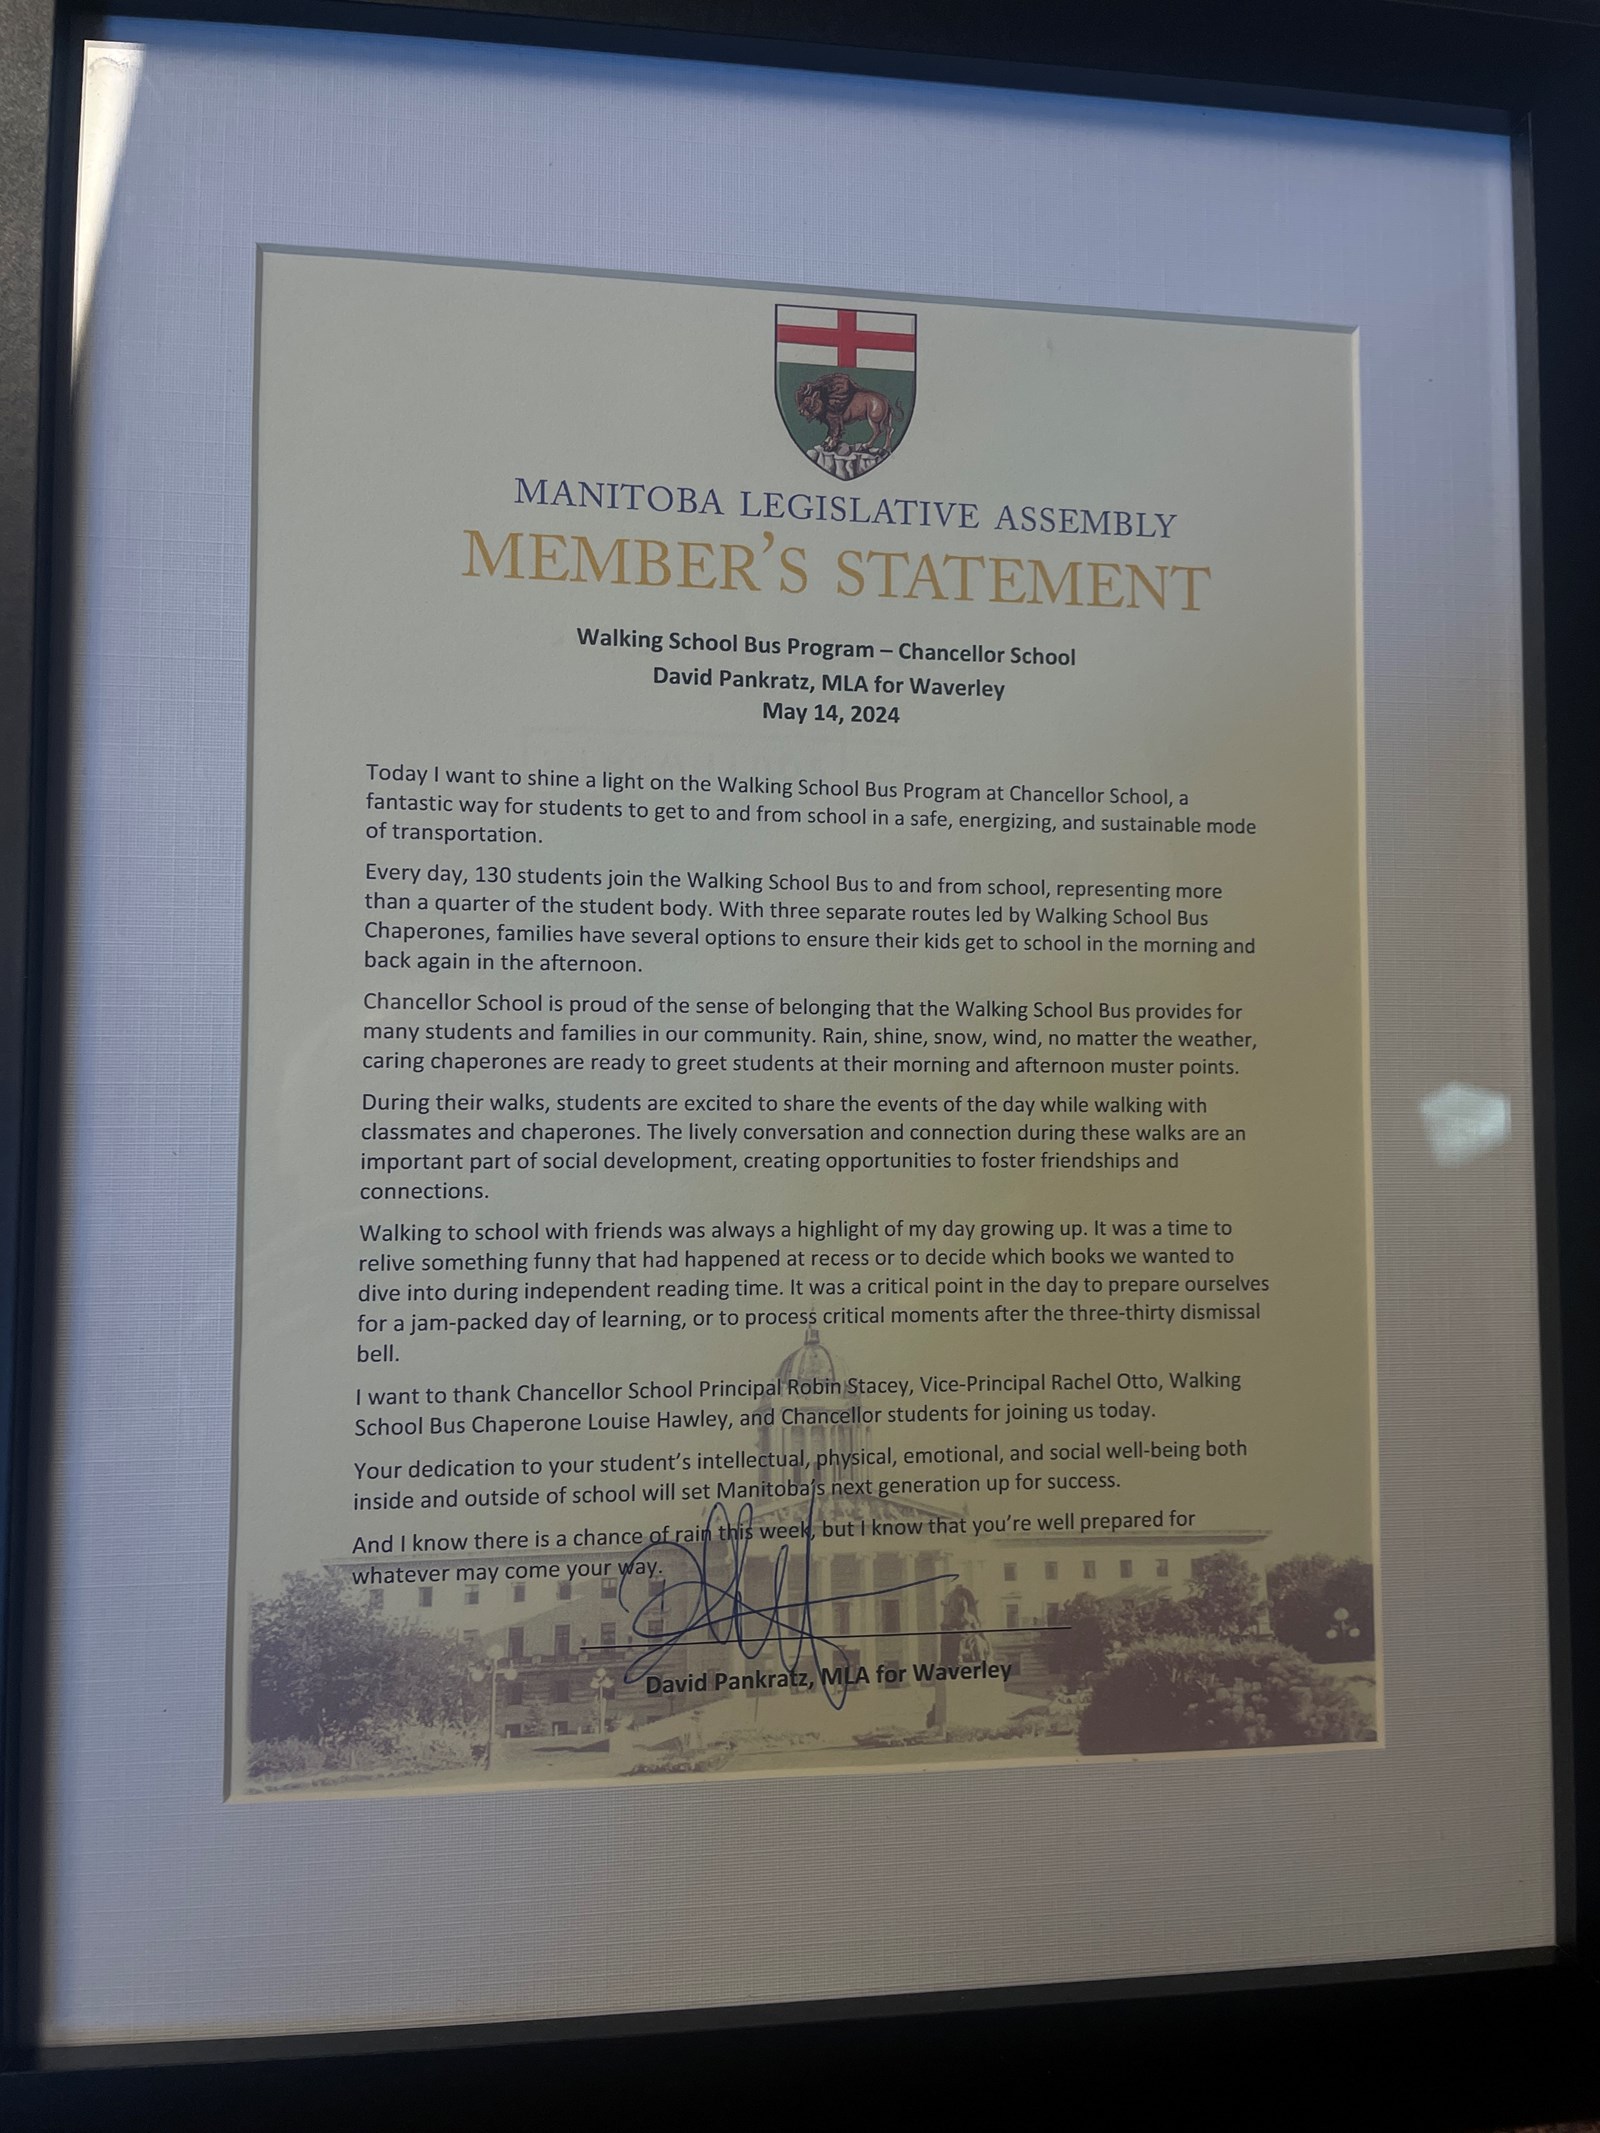 MANITOBA LEGISLATIVE ASSEMBLY
MEMBER'S STATEMENT
Walking School Bus Program – Chancellor School
David Pankratz, MLA for Waverley
May 14, 2024
Today I want to shine a light on the Walking School Bus Program at Chancellor School, a
fantastic way for students to get to and from school in a safe, energizing, and sustainable mode
of transportation.
Every day, 130 students join the Walking School Bus to and from school, representing more
than a quarter of the student body. With three separate routes led by Walking School Bus
Chaperones, families have several options to ensure their kids get to school in the morning and
back again in the afternoon.
Chancellor School is proud of the sense of belonging that the Walking School Bus provides for
many students and families in our community. Rain, shine, snow, wind, no matter the weather,
caring chaperones are ready to greet students at their morning and afternoon muster points.
During their walks, students are excited to share the events of the day while walking with
classmates and chaperones. The lively conversation and connection during these walks are an
important part of social development, creating opportunities to foster friendships and
connections.
Walking to school with friends was always a highlight of my day growing up. It was a time to
relive something funny that had happened at recess or to decide which books we wanted to
dive into during independent reading time. It was a critical point in the day to prepare ourselves
for a jam-packed day of learning, or to process critical moments after the three-thirty dismissal
bell.
I want to thank Chancellor School Principal Robin Stacey, Vice-Principal Rachel Otto, Walking
School Bus Chaperone Louise Hawley, and Chancellor students for joining us today.
Your dedication to your student's intellectual, physical, emotional, and social well-being both
inside and outside of school will set Manitoba's next generation up for success.
And I know there is a chance of rain this week, but I know that you're well prepared for
whatever may come your way.
David Pankratz, MLA for Waverley